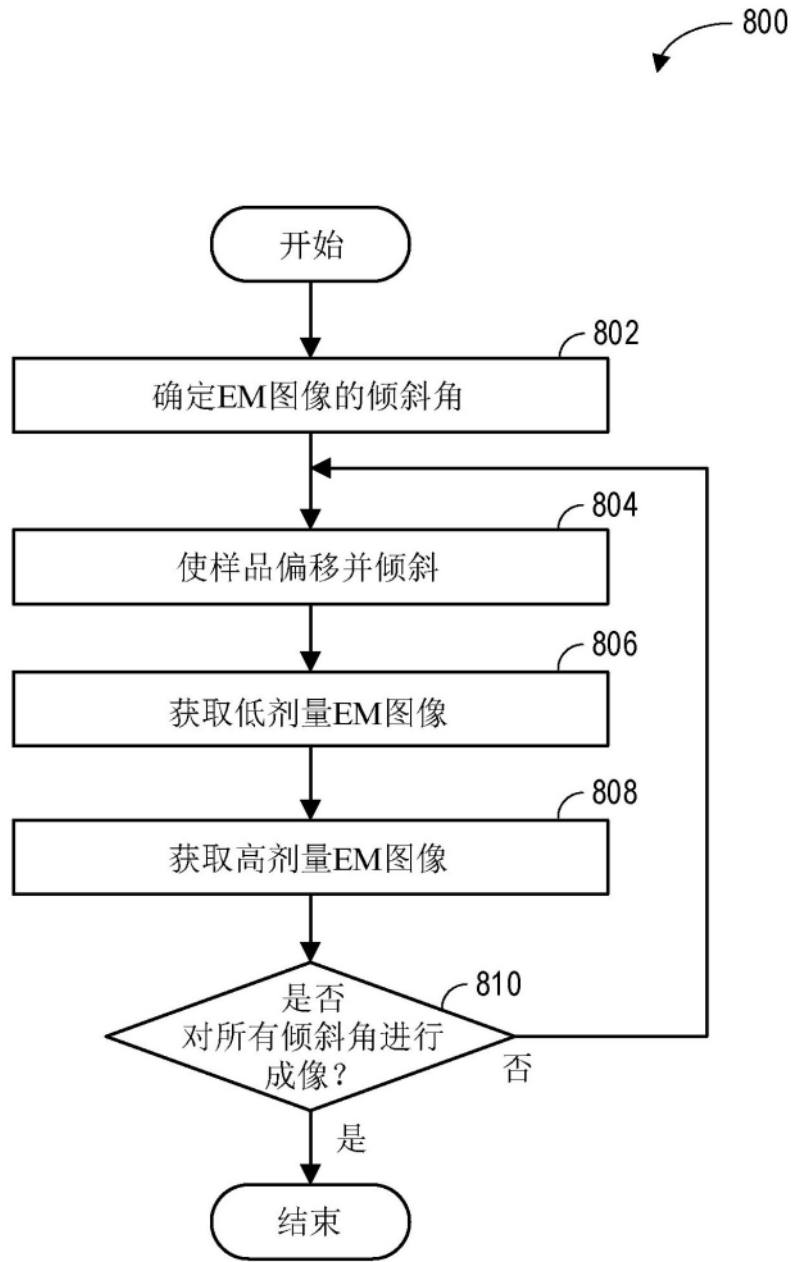 800
开始
802
确定EM图像的倾斜角
804
使样品偏移并倾斜
806
获取低剂量EM图像
808
获取高剂量EM图像
810
是否
对所有倾斜角进行
成像？
否
是
结束